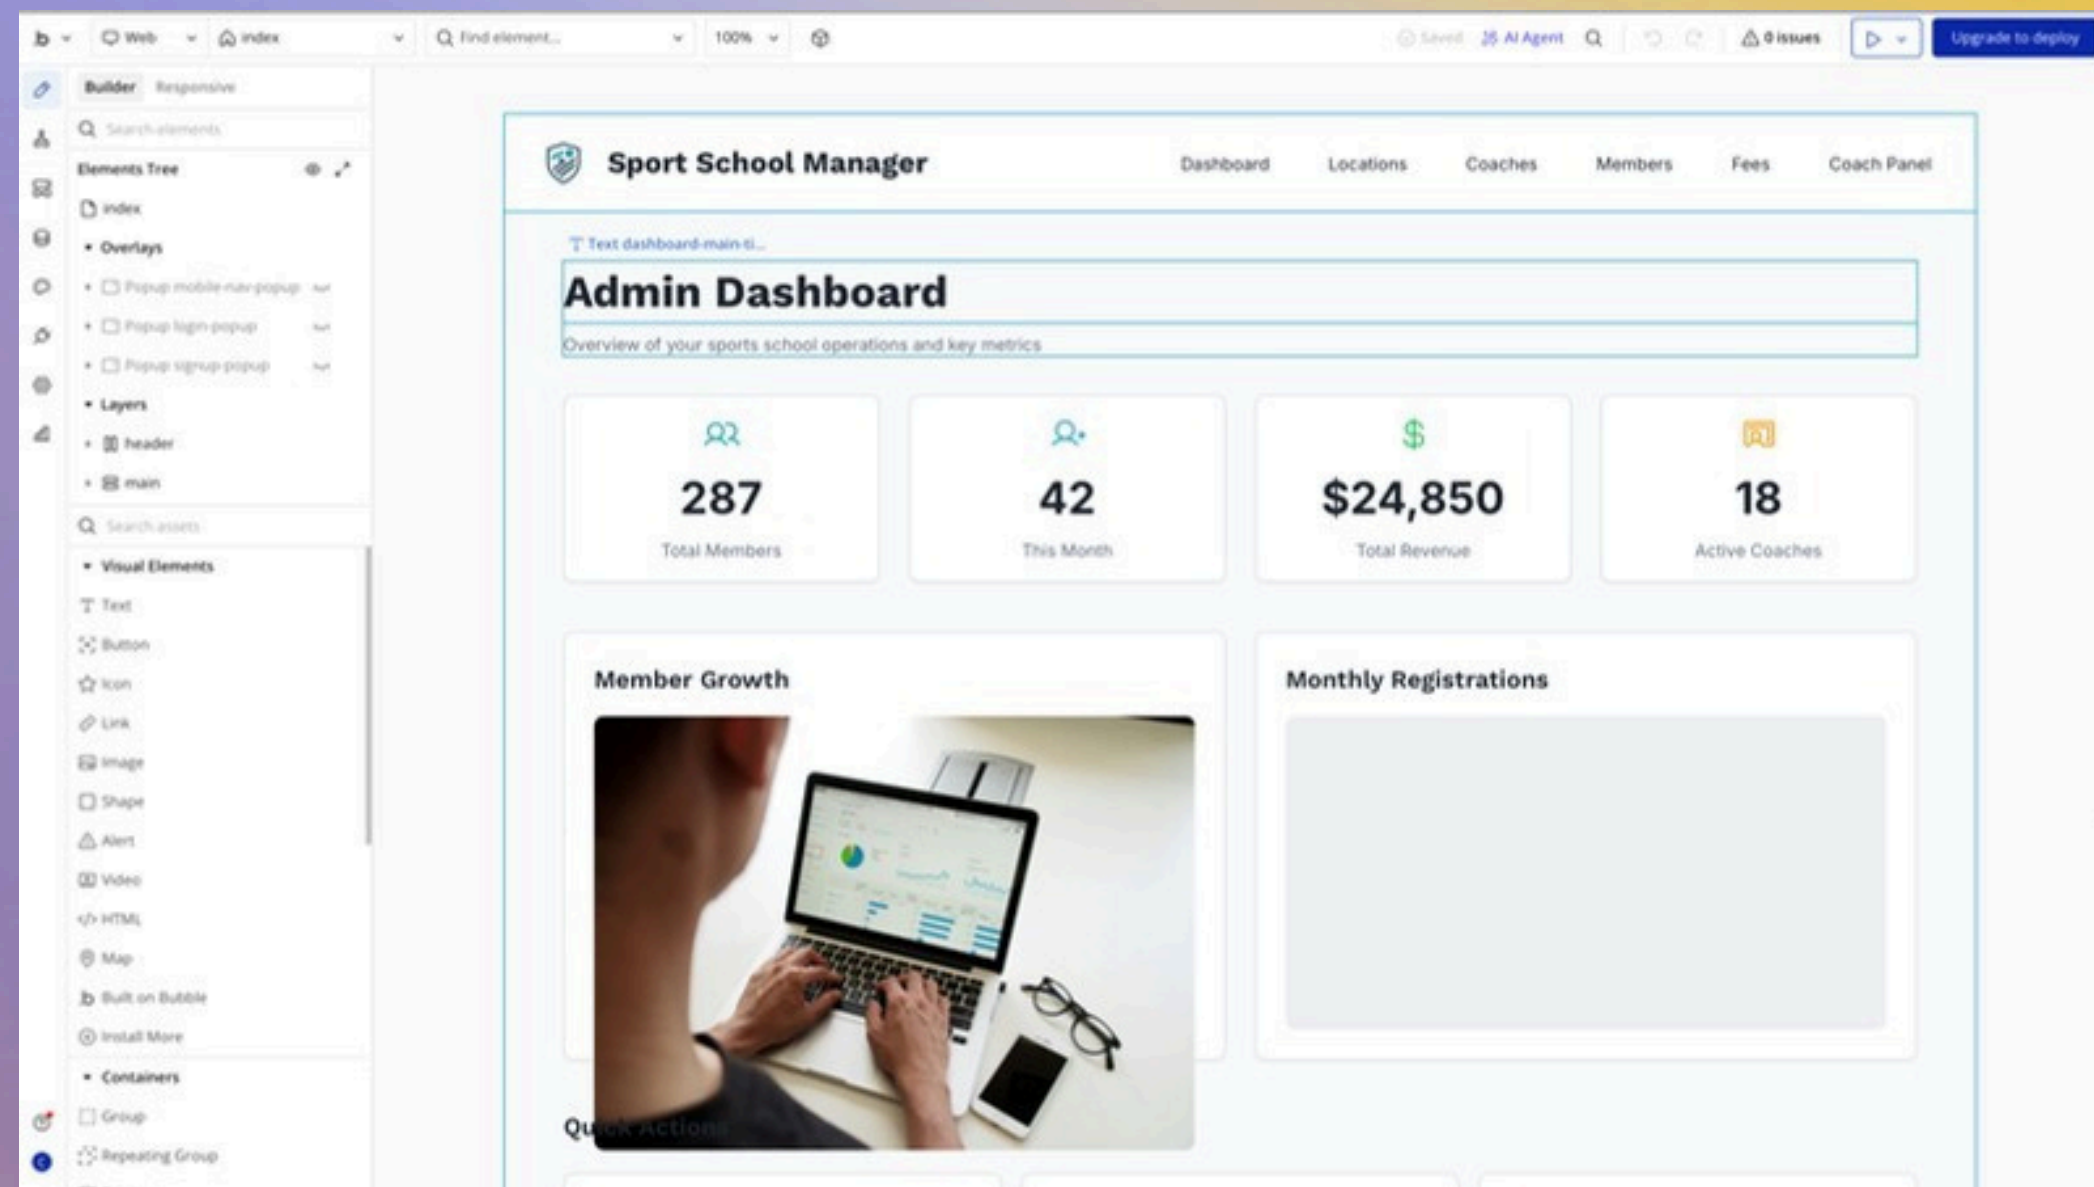 b Web index Find element... 100% Saved AI Agent 0 issues Upgrade to deploy
Builder Responsive
Search elements
Elements Tree
index
Overlays
Popup mobile-nav-popup
Popup login-popup
Popup signup-popup
Layers
header
main
Search assets
Visual Elements
Text
Button
Icon
Link
Image
Shape
Alert
Video
</> HTML
Map
b Built on Bubble
Install More
Containers
Group
Repeating Group
Sport School Manager Dashboard Locations Coaches Members Fees Coach Panel
Text dashboard-main-ti...
Admin Dashboard
Overview of your sports school operations and key metrics
287 42 $24,850 18
Total Members This Month Total Revenue Active Coaches
Member Growth Monthly Registrations
Quick Actions